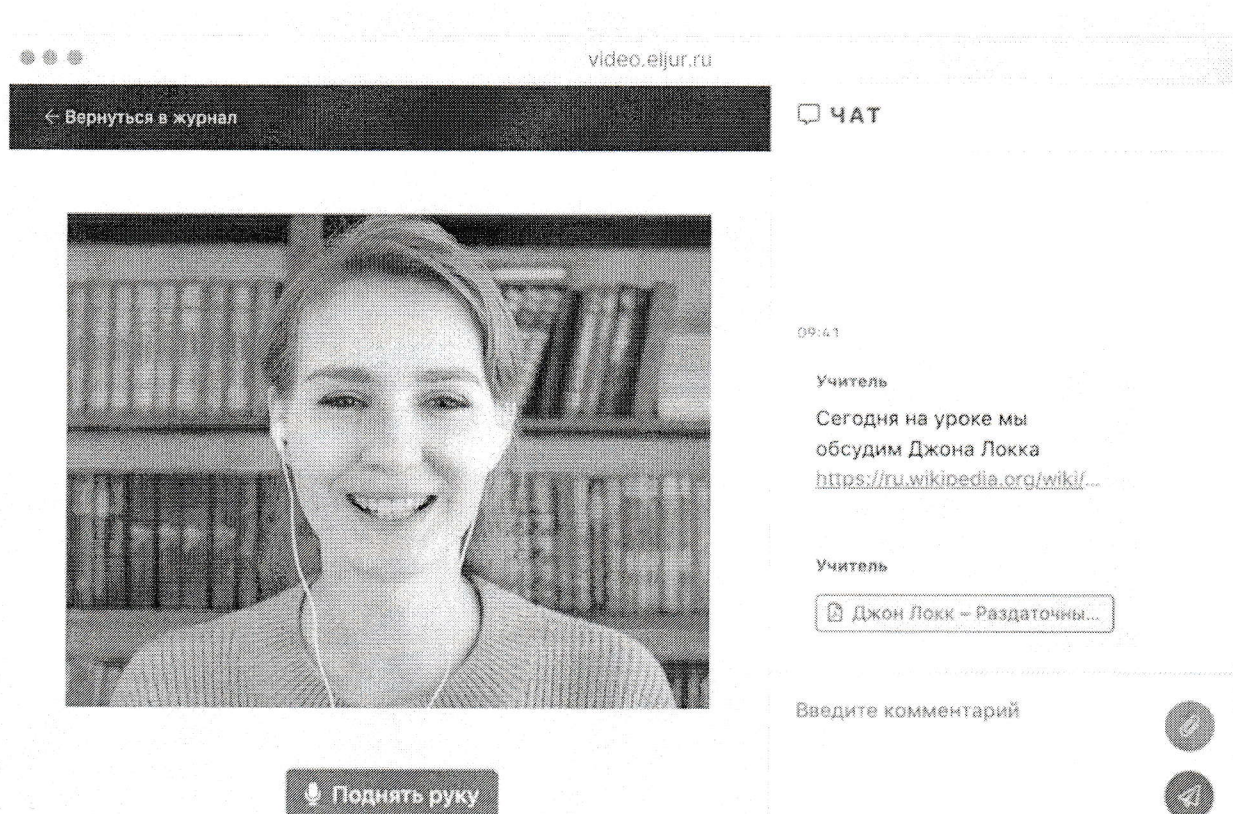 video.eljur.ru
← Вернуться в журнал
ЧАТ
09:41
Учитель
Сегодня на уроке мы
обсудим Джона Локка
https://ru.wikipedia.org/wiki/...
Учитель
Джон Локк – Раздаточны...
Введите комментарий
Поднять руку